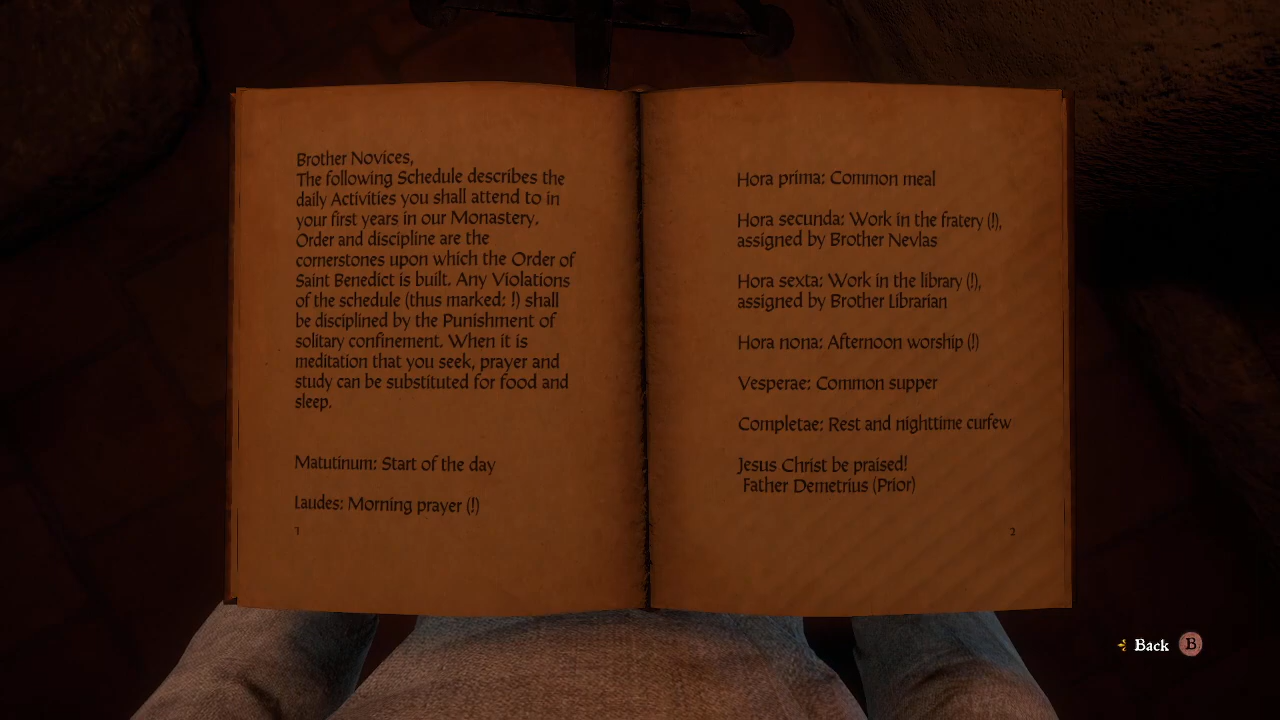 Brother Novices,
The following Schedule describes the
daily Activities you shall attend to in
your first years in our Monastery.
Order and discipline are the
cornerstones upon which the Order of
Saint Benedict is built. Any Violations
of the schedule (thus marked: !) shall
be disciplined by the Punishment of
solitary confinement. When it is
meditation that you seek, prayer and
study can be substituted for food and
sleep.
Matutinum: Start of the day
Laudes: Morning prayer (!)
1
Hora prima: Common meal
Hora secunda: Work in the fratery (!),
assigned by Brother Nevlas
Hora sexta: Work in the library (!),
assigned by Brother Librarian
Hora nona: Afternoon worship (!)
Vesperae: Common supper
Completae: Rest and nighttime curfew
Jesus Christ be praised!
Father Demetrius (Prior)
2
Back B